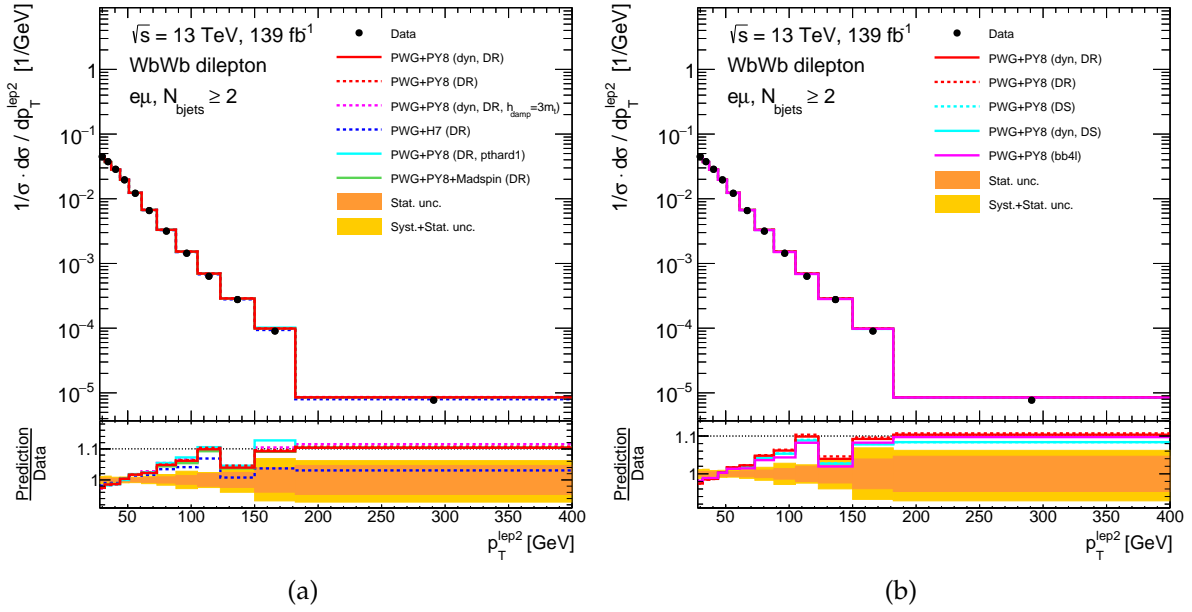 √s = 13 TeV, 139 fb⁻¹
WbWb dilepton
eμ, N_bjets ≥ 2
Data
PWG+PY8 (dyn, DR)
PWG+PY8 (DR)
PWG+PY8 (dyn, DR, h_damp=3m_t)
PWG+H7 (DR)
PWG+PY8 (DR, pthard1)
PWG+PY8+Madspin (DR)
Stat. unc.
Syst.+Stat. unc.
1/σ · dσ / dp_T^lep2 [1/GeV]
1
10⁻¹
10⁻²
10⁻³
10⁻⁴
10⁻⁵
Prediction
Data
1.1
1
50 100 150 200 250 300 350 400
p_T^lep2 [GeV]
(a)
√s = 13 TeV, 139 fb⁻¹
WbWb dilepton
eμ, N_bjets ≥ 2
Data
PWG+PY8 (dyn, DR)
PWG+PY8 (DR)
PWG+PY8 (DS)
PWG+PY8 (dyn, DS)
PWG+PY8 (bb4l)
Stat. unc.
Syst.+Stat. unc.
1/σ · dσ / dp_T^lep2 [1/GeV]
1
10⁻¹
10⁻²
10⁻³
10⁻⁴
10⁻⁵
Prediction
Data
1.1
1
50 100 150 200 250 300 350 400
p_T^lep2 [GeV]
(b)